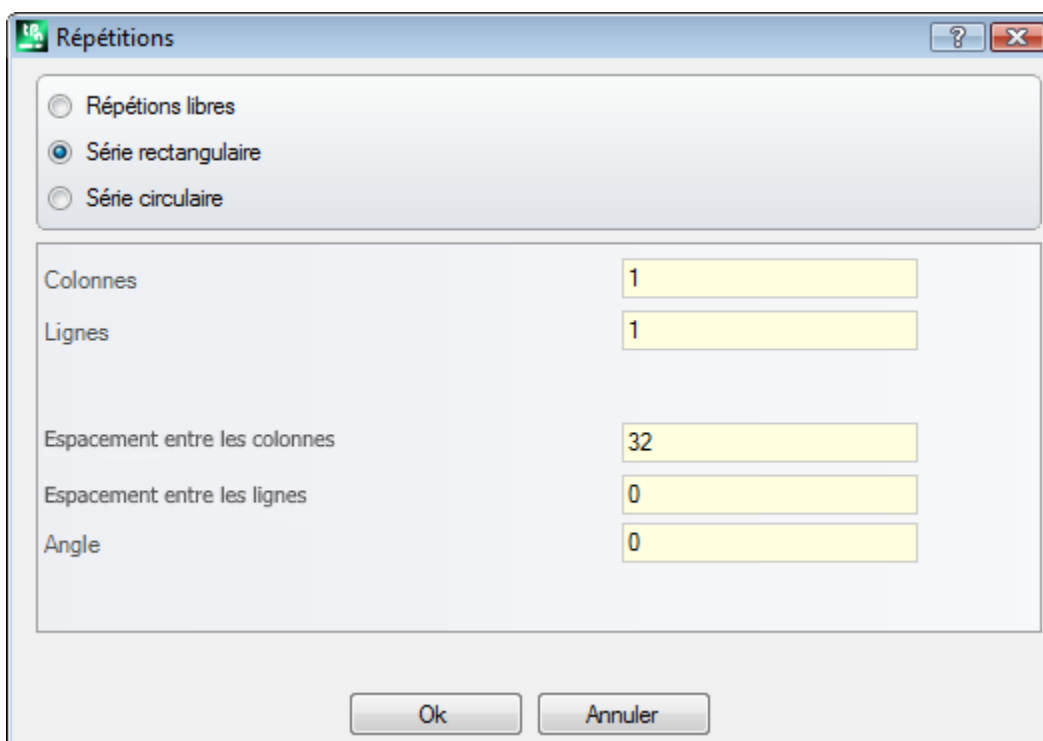 Répétitions
Répétions libres
Série rectangulaire
Série circulaire
Colonnes 1
Lignes 1
Espacement entre les colonnes 32
Espacement entre les lignes 0
Angle 0
Ok Annuler